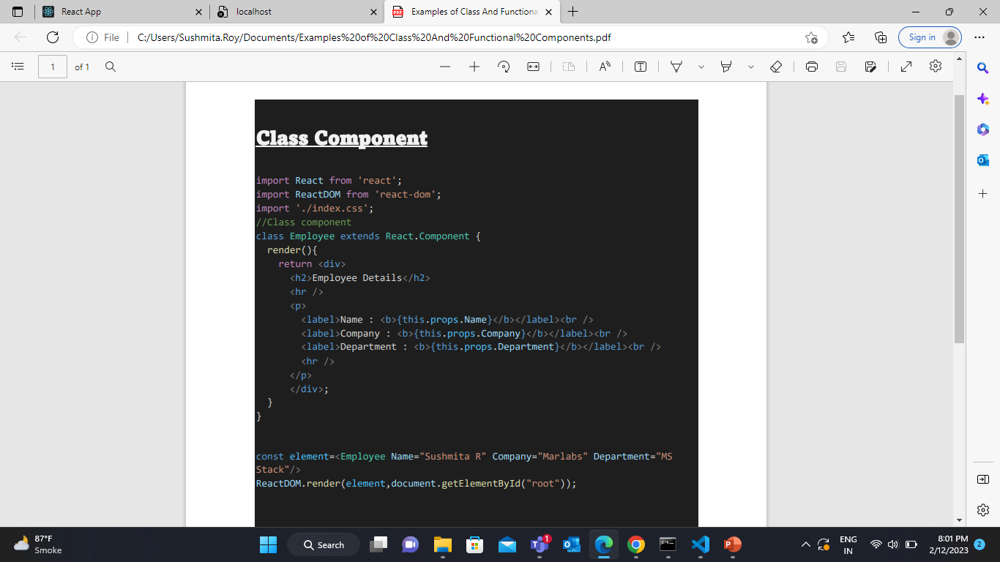 React App
localhost
Examples of Class And Functiona
File
C:/Users/Sushmita.Roy/Documents/Examples%20of%20Class%20And%20Functional%20Components.pdf
Sign in
1 of 1
Class Component
import React from 'react';
import ReactDOM from 'react-dom';
import './index.css';
//Class component
class Employee extends React.Component {
  render(){
    return <div>
      <h2>Employee Details</h2>
      <hr />
      <p>
        <label>Name : <b>{this.props.Name}</b></label><br />
        <label>Company : <b>{this.props.Company}</b></label><br />
        <label>Department : <b>{this.props.Department}</b></label><br />
        <hr />
      </p>
      </div>;
  }
}
const element=<Employee Name="Sushmita R" Company="Marlabs" Department="MS
Stack"/>
ReactDOM.render(element,document.getElementById("root"));
87°F
Smoke
Search
1
ENG
IN
8:01 PM
2/12/2023
2